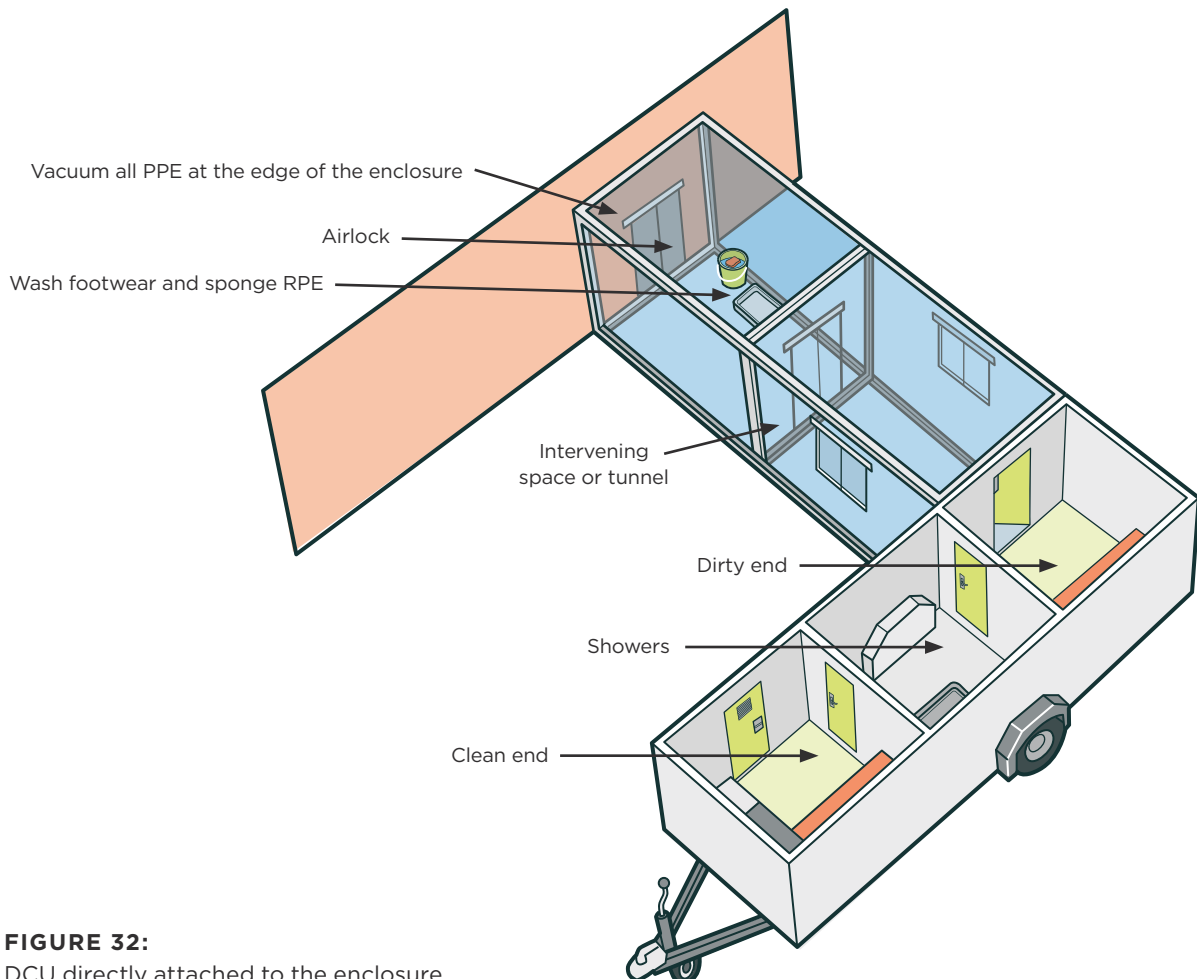 Vacuum all PPE at the edge of the enclosure
Airlock
Wash footwear and sponge RPE
Intervening
space or tunnel
Dirty end
Showers
Clean end
FIGURE 32:
DCU directly attached to the enclosure